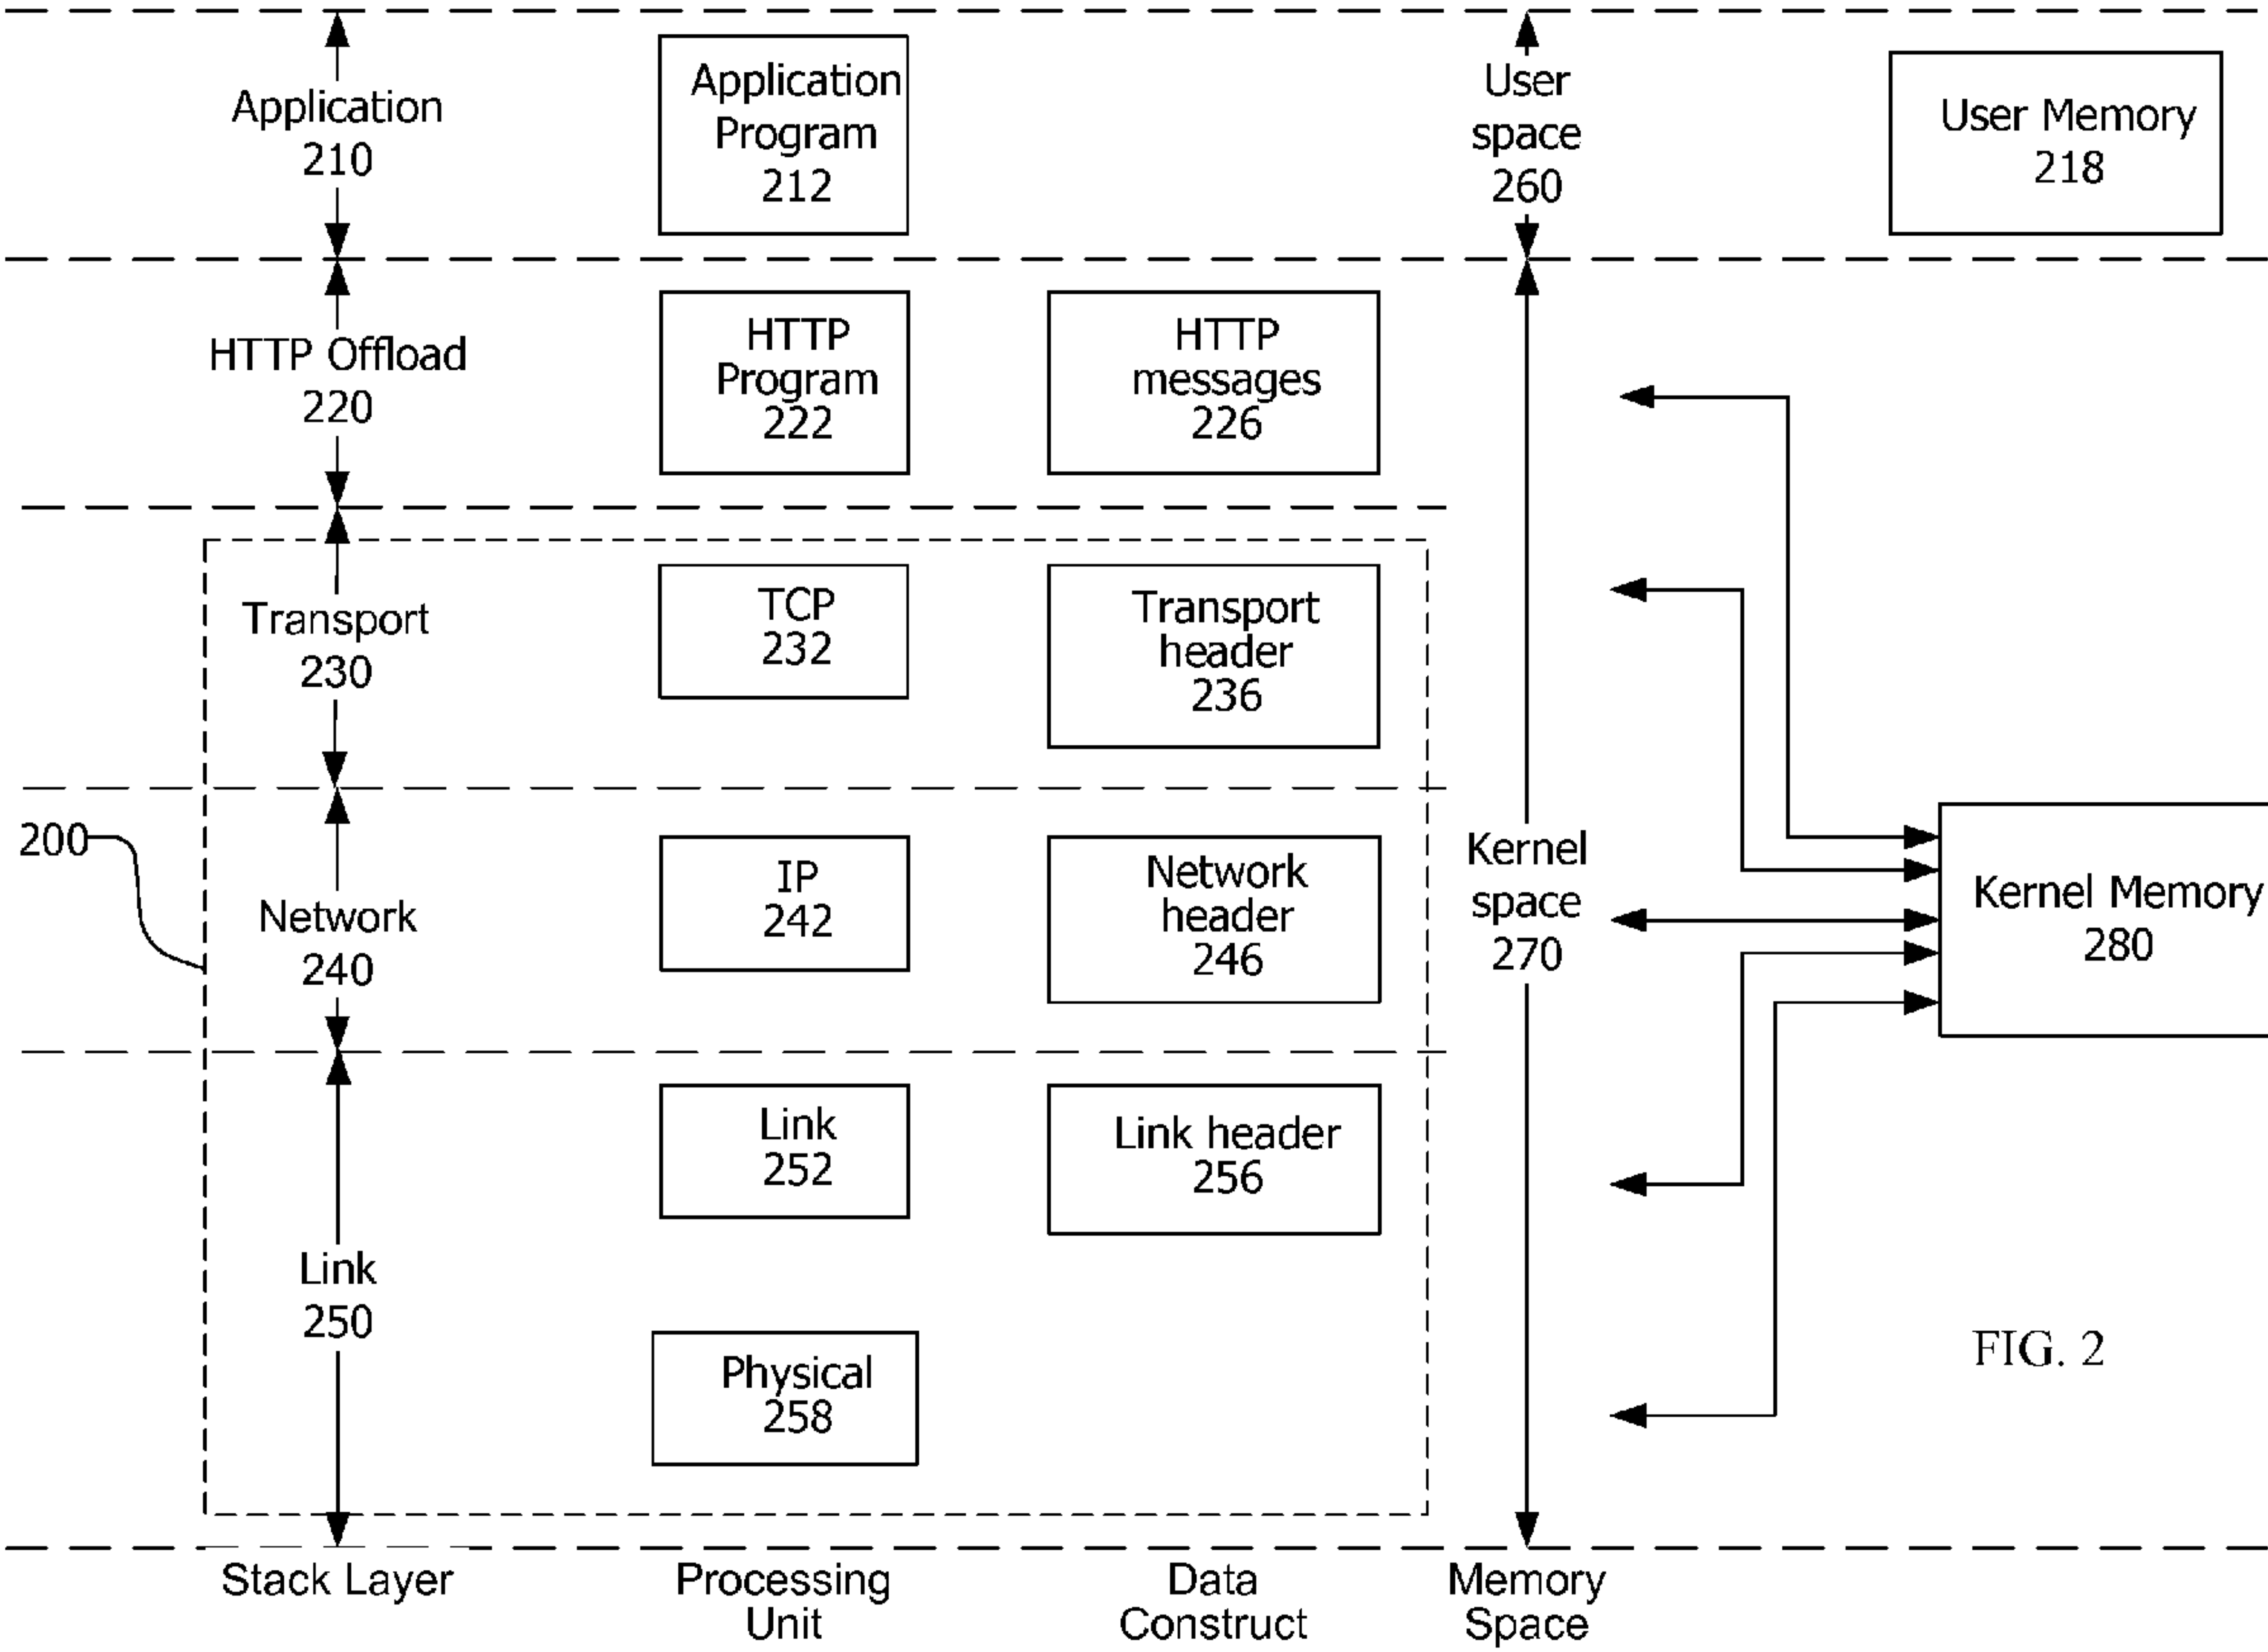 Application
210
Application
Program
212
User
space
260
User Memory
218
HTTP Offload
220
HTTP
Program
222
HTTP
messages
226
Transport
230
TCP
232
Transport
header
236
200
Network
240
IP
242
Network
header
246
Kernel
space
270
Kernel Memory
280
Link
250
Link
252
Link header
256
Physical
258
FIG. 2
Stack Layer
Processing
Unit
Data
Construct
Memory
Space